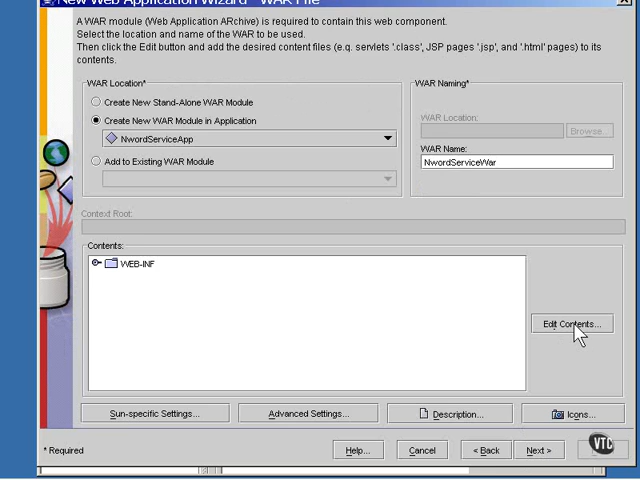 New Web Application Wizard - WAR File
A WAR module (Web Application ARchive) is required to contain this web component.
Select the location and name of the WAR to be used.
Then click the Edit button and add the desired content files (e.g. servlets '.class', JSP pages '.jsp', and '.html' pages) to its
contents.
WAR Location*
Create New Stand-Alone WAR Module
Create New WAR Module in Application
NwordServiceApp
Add to Existing WAR Module
WAR Naming*
WAR Location:
Browse...
WAR Name:
NwordServiceWar
Context Root:
Contents:
WEB-INF
Edit Contents...
Sun-specific Settings...
Advanced Settings...
Description...
Icons...
* Required
Help...
Cancel
< Back
Next >
VTC